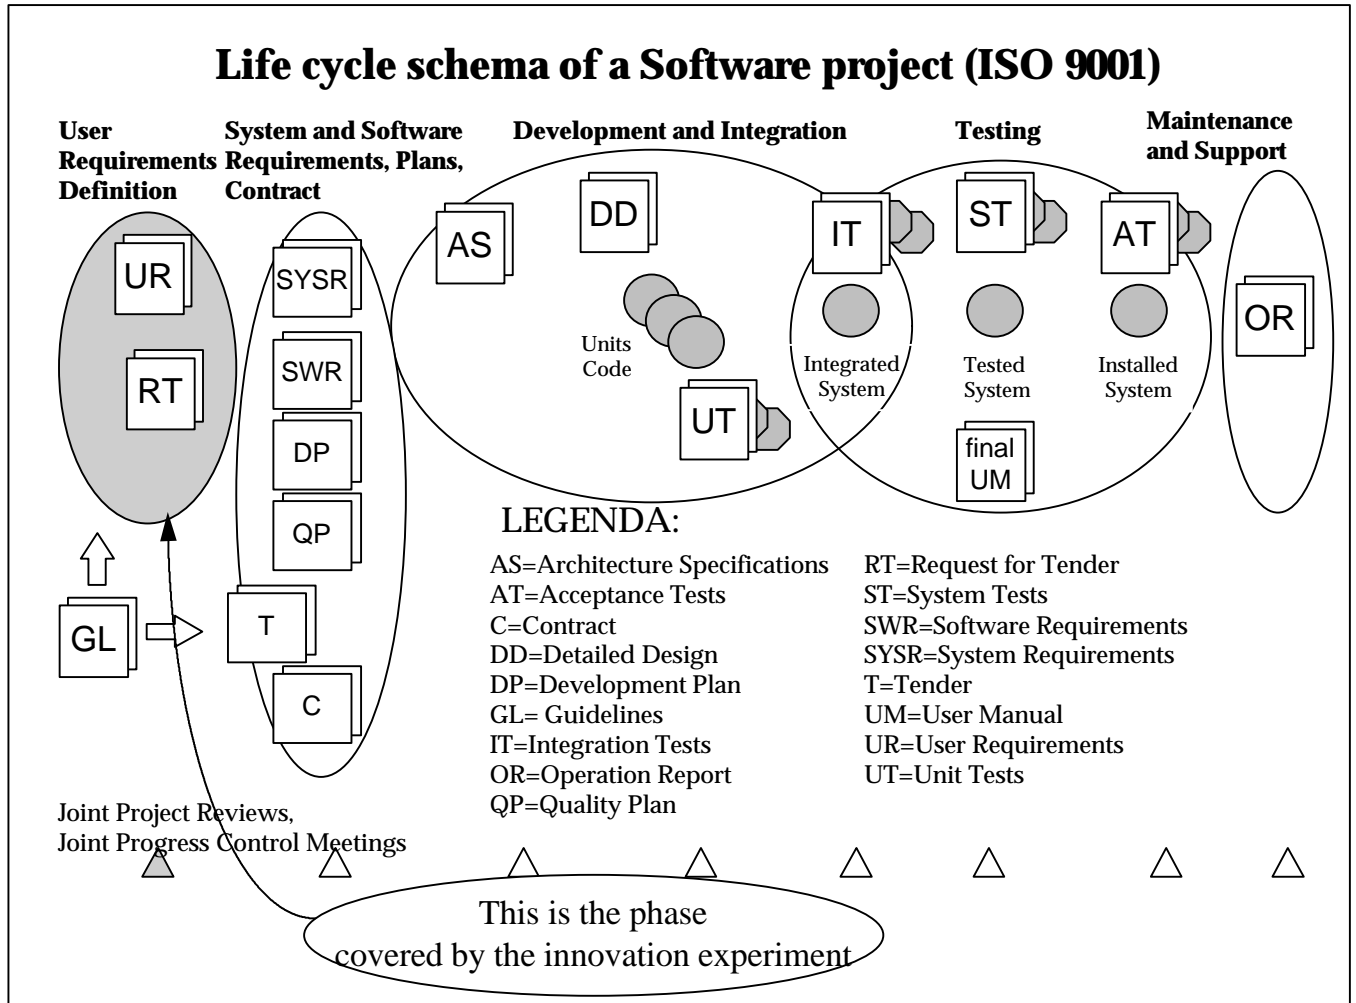 Life cycle schema of a Software project (ISO 9001)
User
Requirements
Definition
System and Software
Requirements, Plans,
Contract
Development and Integration
Testing
Maintenance
and Support
UR
RT
GL
SYSR
SWR
DP
QP
T
C
AS
DD
Units
Code
UT
IT
Integrated
System
ST
Tested
System
final
UM
AT
Installed
System
OR
LEGENDA:
AS=Architecture Specifications
AT=Acceptance Tests
C=Contract
DD=Detailed Design
DP=Development Plan
GL= Guidelines
IT=Integration Tests
OR=Operation Report
QP=Quality Plan
RT=Request for Tender
ST=System Tests
SWR=Software Requirements
SYSR=System Requirements
T=Tender
UM=User Manual
UR=User Requirements
UT=Unit Tests
Joint Project Reviews,
Joint Progress Control Meetings
This is the phase
covered by the innovation experiment